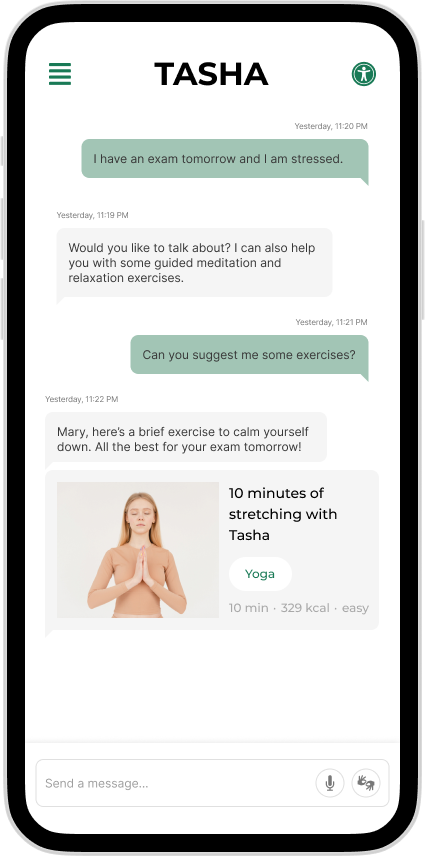 TASHA
Yesterday, 11:20 PM
I have an exam tomorrow and I am stressed.
Yesterday, 11:19 PM
Would you like to talk about? I can also help
you with some guided meditation and
relaxation exercises.
Yesterday, 11:21 PM
Can you suggest me some exercises?
Yesterday, 11:22 PM
Mary, here’s a brief exercise to calm yourself
down. All the best for your exam tomorrow!
10 minutes of
stretching with
Tasha
Yoga
10 min · 329 kcal · easy
Send a message...